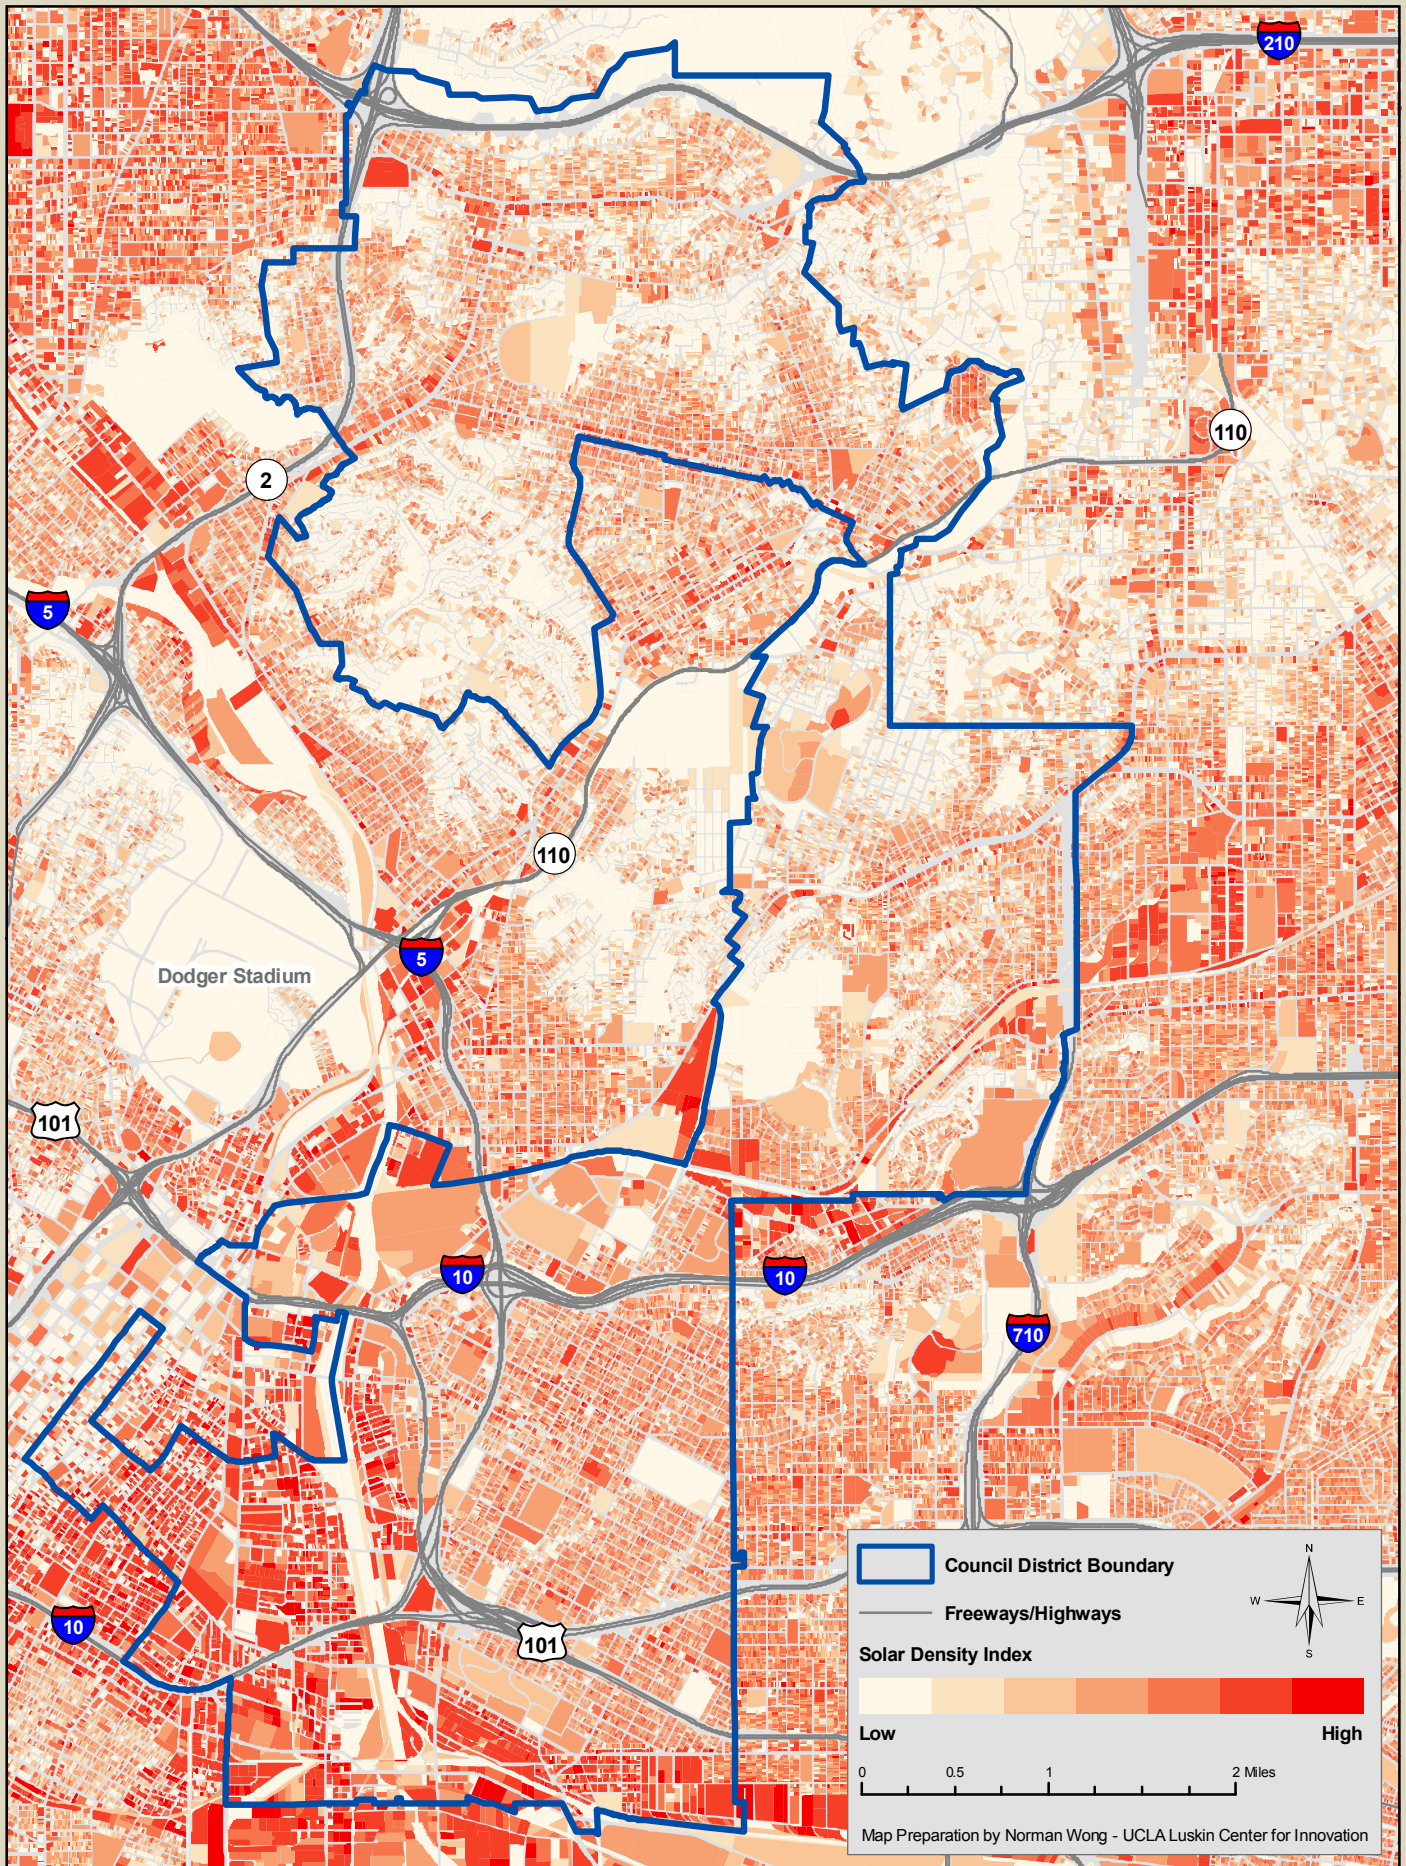 210
110
2
5
110
5
Dodger Stadium
101
10
10
710
10
101
Council District Boundary
Freeways/Highways
N
W
E
S
Solar Density Index
Low
High
0
0.5
1
2 Miles
Map Preparation by Norman Wong - UCLA Luskin Center for Innovation